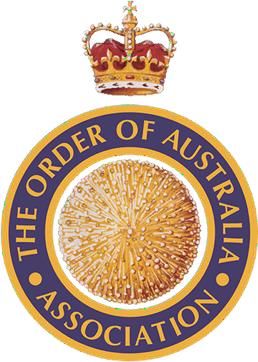 THE ORDER OF AUSTRALIA
ASSOCIATION